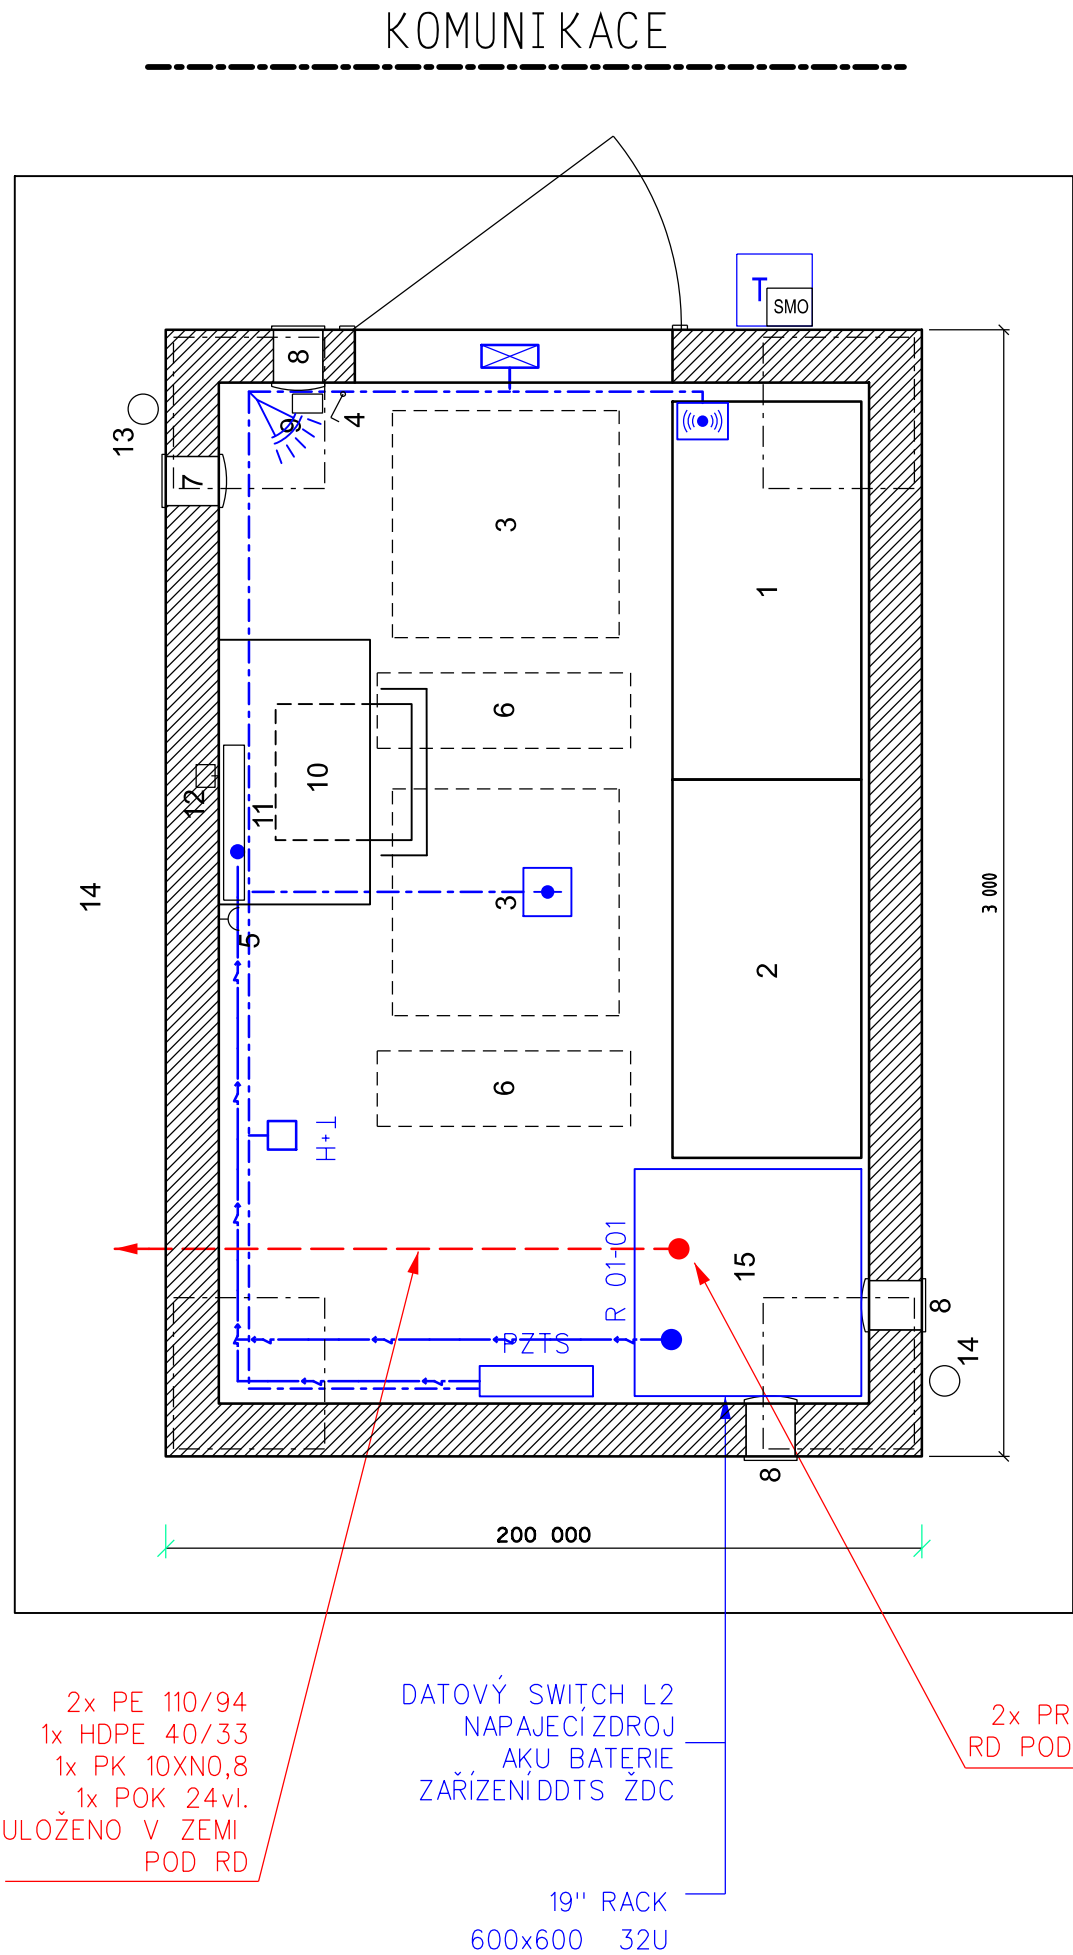 KOMUNIKACE
T
SMO
8
9
4
13
7
3
1
6
10
12
11
14
3
5
2
3 000
6
T+H
R 01-01
15
PZTS
8
14
8
200 000
2x PE 110/94
1x HDPE 40/33
1x PK 10XN0,8
1x POK 24vl.
ULOŽENO V ZEMI
POD RD
DATOVÝ SWITCH L2
NAPAJECÍ ZDROJ
AKU BATERIE
ZAŘÍZENÍ DDTS ŽDC
2x PR
RD POD
19" RACK
600x600 32U